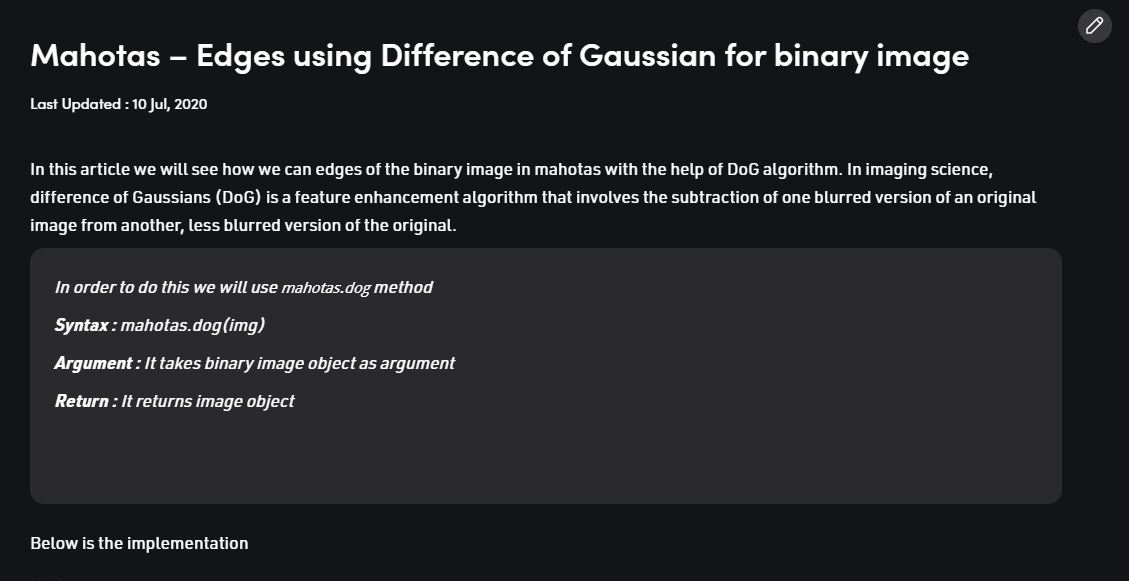 Mahotas – Edges using Difference of Gaussian for binary image
Last Updated : 10 Jul, 2020
In this article we will see how we can edges of the binary image in mahotas with the help of DoG algorithm. In imaging science,
difference of Gaussians (DoG) is a feature enhancement algorithm that involves the subtraction of one blurred version of an original
image from another, less blurred version of the original.
In order to do this we will use mahotas.dog method
Syntax : mahotas.dog(img)
Argument : It takes binary image object as argument
Return : It returns image object
Below is the implementation